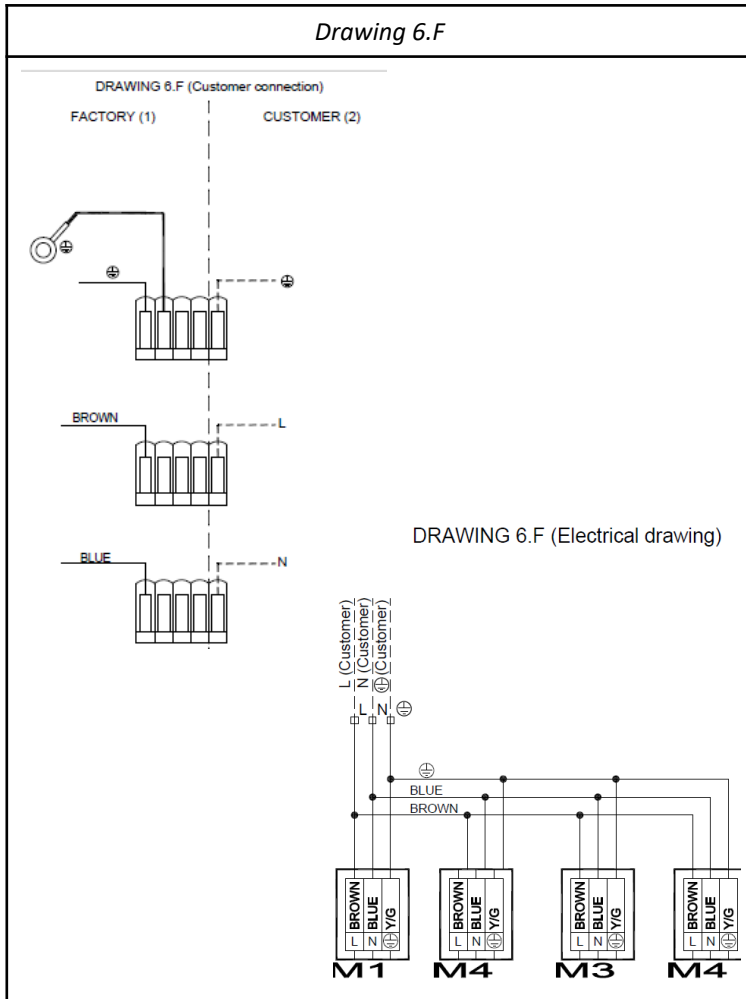 Drawing 6.F
DRAWING 6.F (Customer connection)
FACTORY (1) CUSTOMER (2)
BROWN L
BLUE N
DRAWING 6.F (Electrical drawing)
L (Customer)
N (Customer)
(Customer)
L N
BLUE
BROWN
BROWN BLUE Y/G BROWN BLUE Y/G BROWN BLUE Y/G BROWN BLUE Y/G
L N L N L N L N
M1 M4 M3 M4